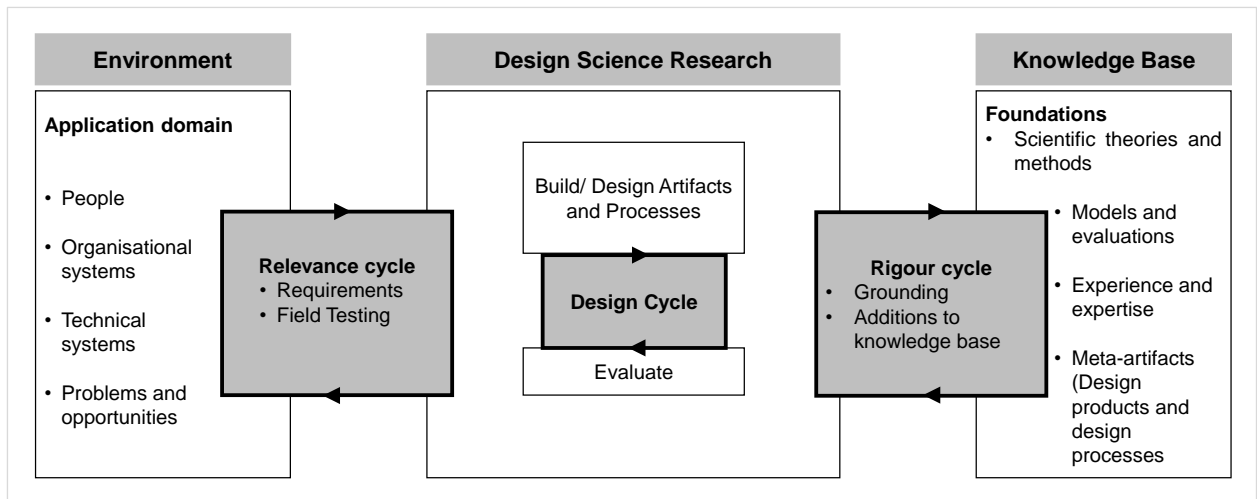 Environment
Design Science Research
Knowledge Base
Application domain
• People
• Organisational
systems
• Technical
systems
• Problems and
opportunities
Relevance cycle
• Requirements
• Field Testing
Build/ Design Artifacts
and Processes
Design Cycle
Evaluate
Rigour cycle
• Grounding
• Additions to
knowledge base
Foundations
• Scientific theories and
methods
• Models and
evaluations
• Experience and
expertise
• Meta-artifacts
(Design
products and
design
processes